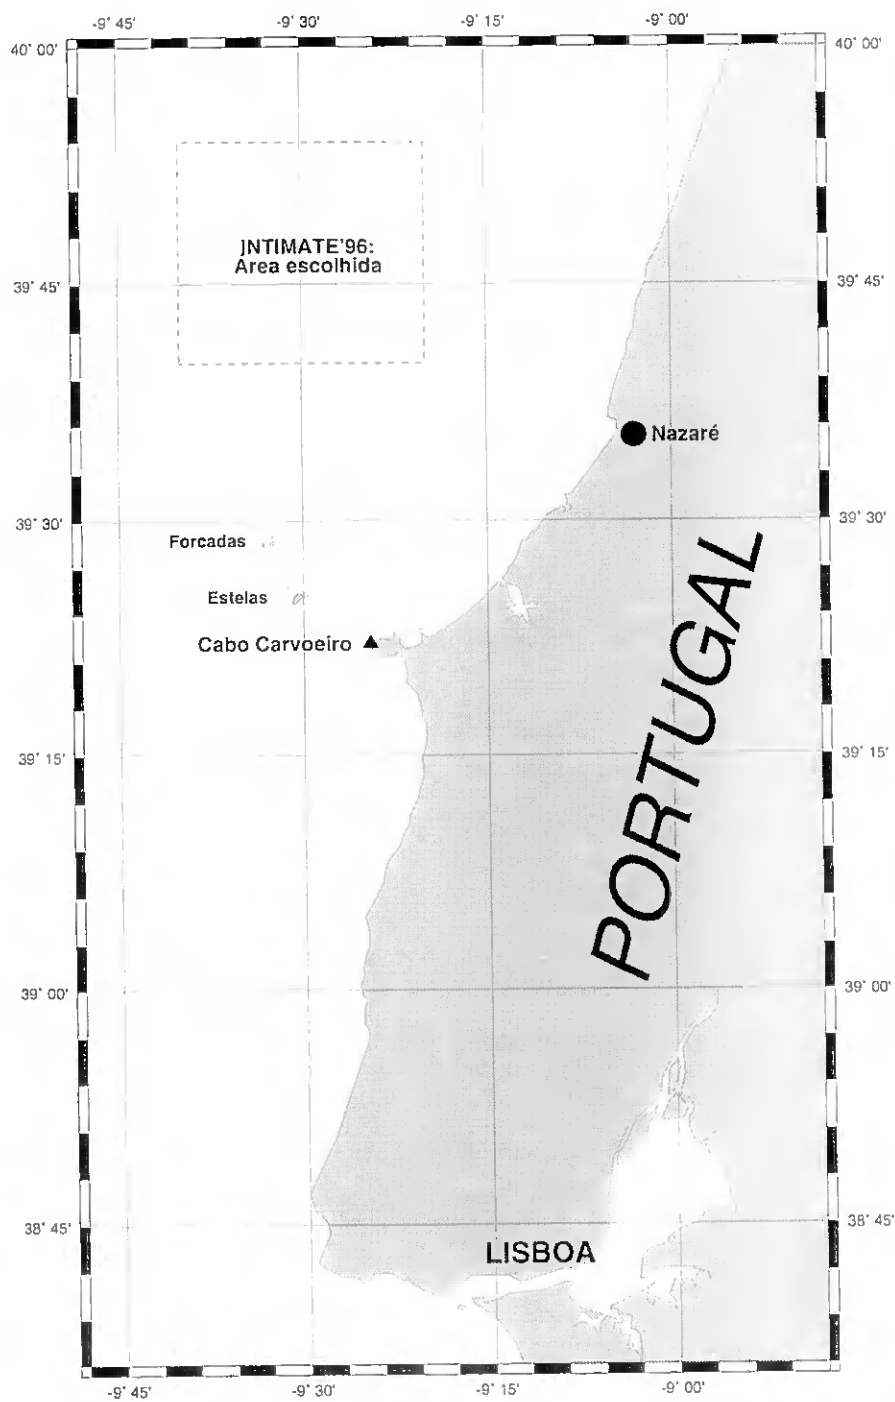 -9° 45'
-9° 30'
-9° 15'
-9° 00'
40° 00'
40° 00'
INTIMATE'96:
Area escolhida
39° 45'
39° 45'
Nazaré
39° 30'
39° 30'
Forcadas
Estelas
Cabo Carvoeiro
PORTUGAL
39° 15'
39° 15'
39° 00'
39° 00'
38° 45'
38° 45'
LISBOA
-9° 45'
-9° 30'
-9° 15'
-9° 00'